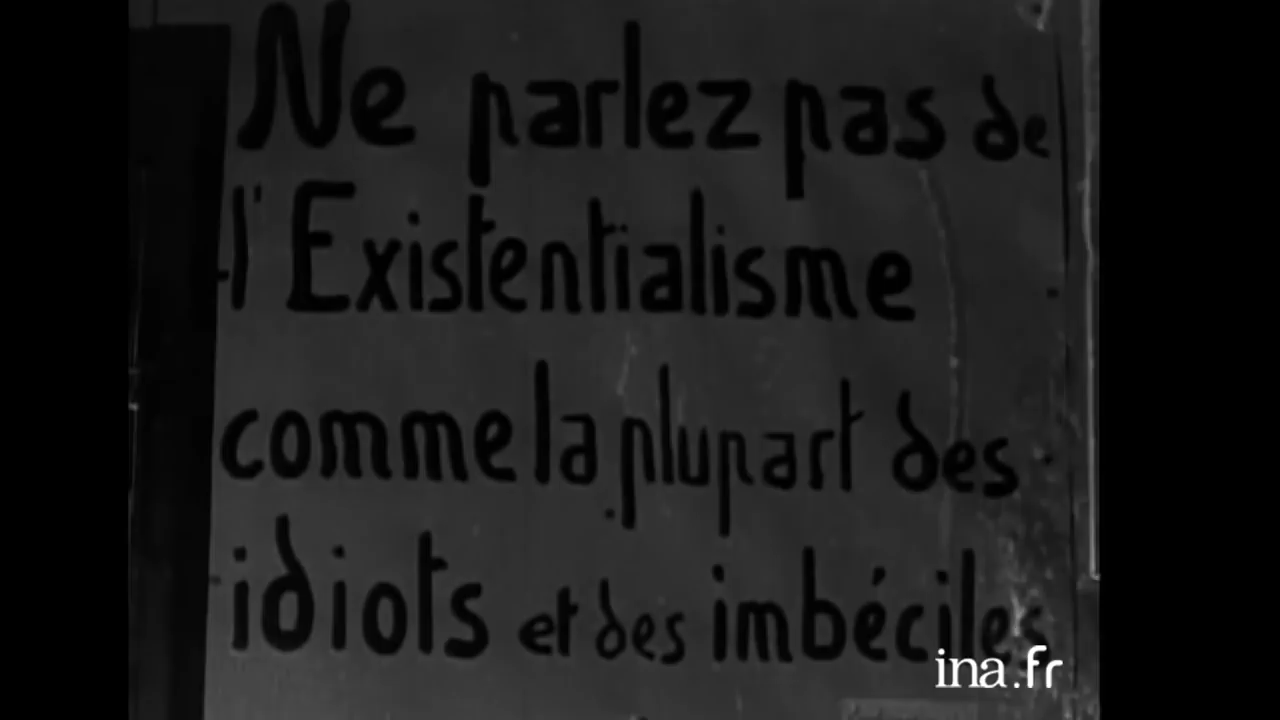 Ne parlez pas de
l'Existentialisme
comme la plupart des
idiots et des imbéciles
ina.fr